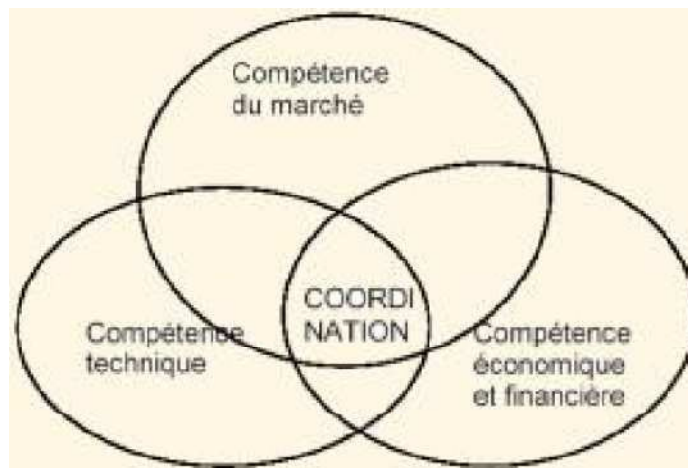 Compétence
du marché
COORDI
NATION
Compétence
technique
Compétence
économique
et financière